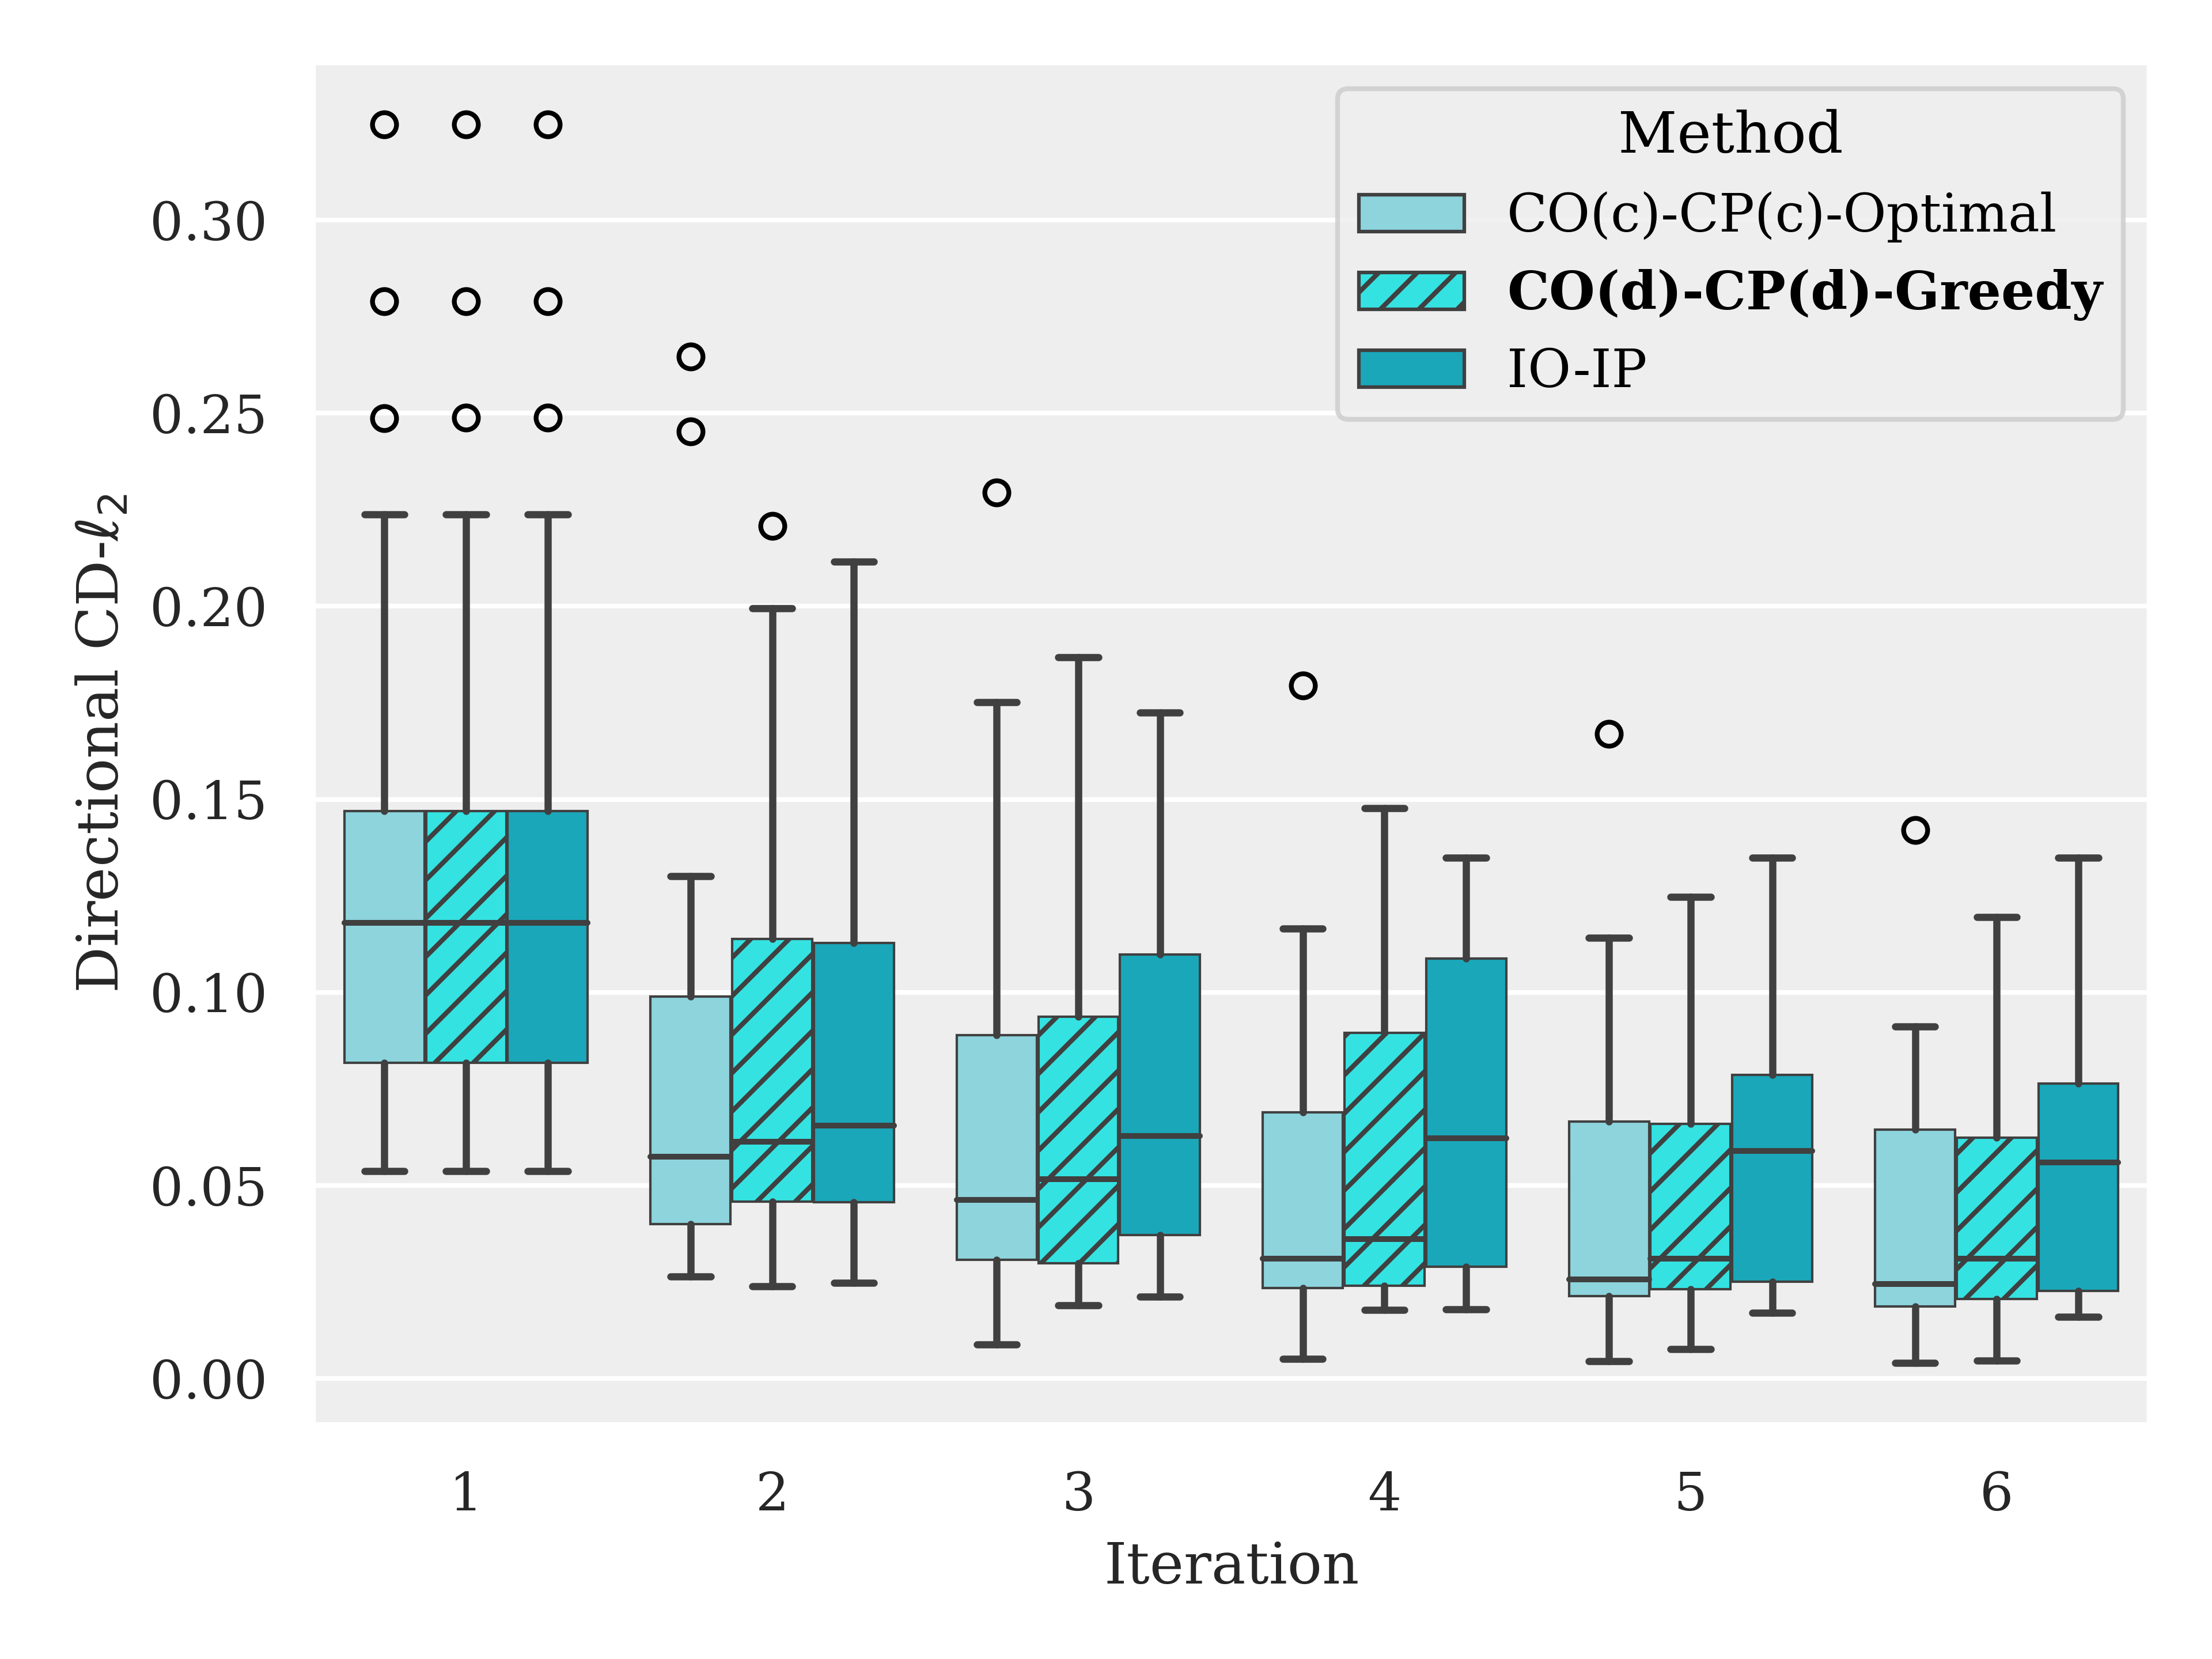 Method
CO(c)-CP(c)-Optimal
CO(d)-CP(d)-Greedy
IO-IP
Directional CD-ℓ₂
0.30
0.25
0.20
0.15
0.10
0.05
0.00
1 2 3 4 5 6
Iteration